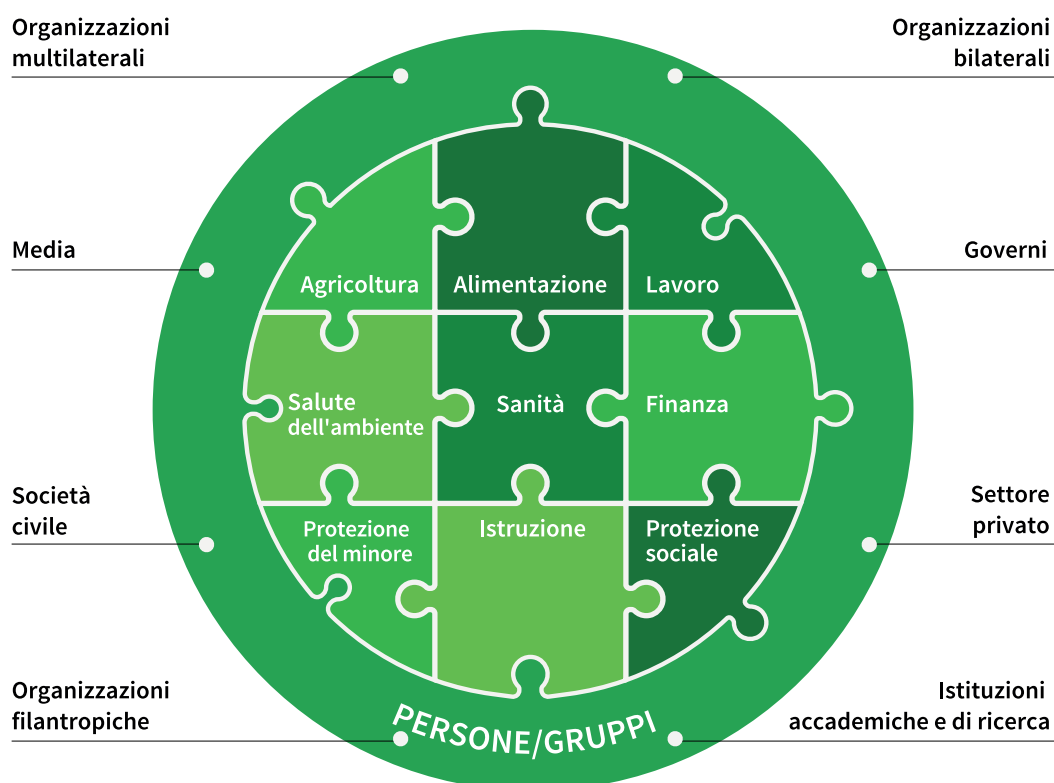 Organizzazioni
multilaterali
Organizzazioni
bilaterali
Media
Governi
Agricoltura
Alimentazione
Lavoro
Salute
dell'ambiente
Sanità
Finanza
Società
civile
Settore
privato
Protezione
del minore
Istruzione
Protezione
sociale
Organizzazioni
filantropiche
Istituzioni
accademiche e di ricerca
PERSONE/GRUPPI